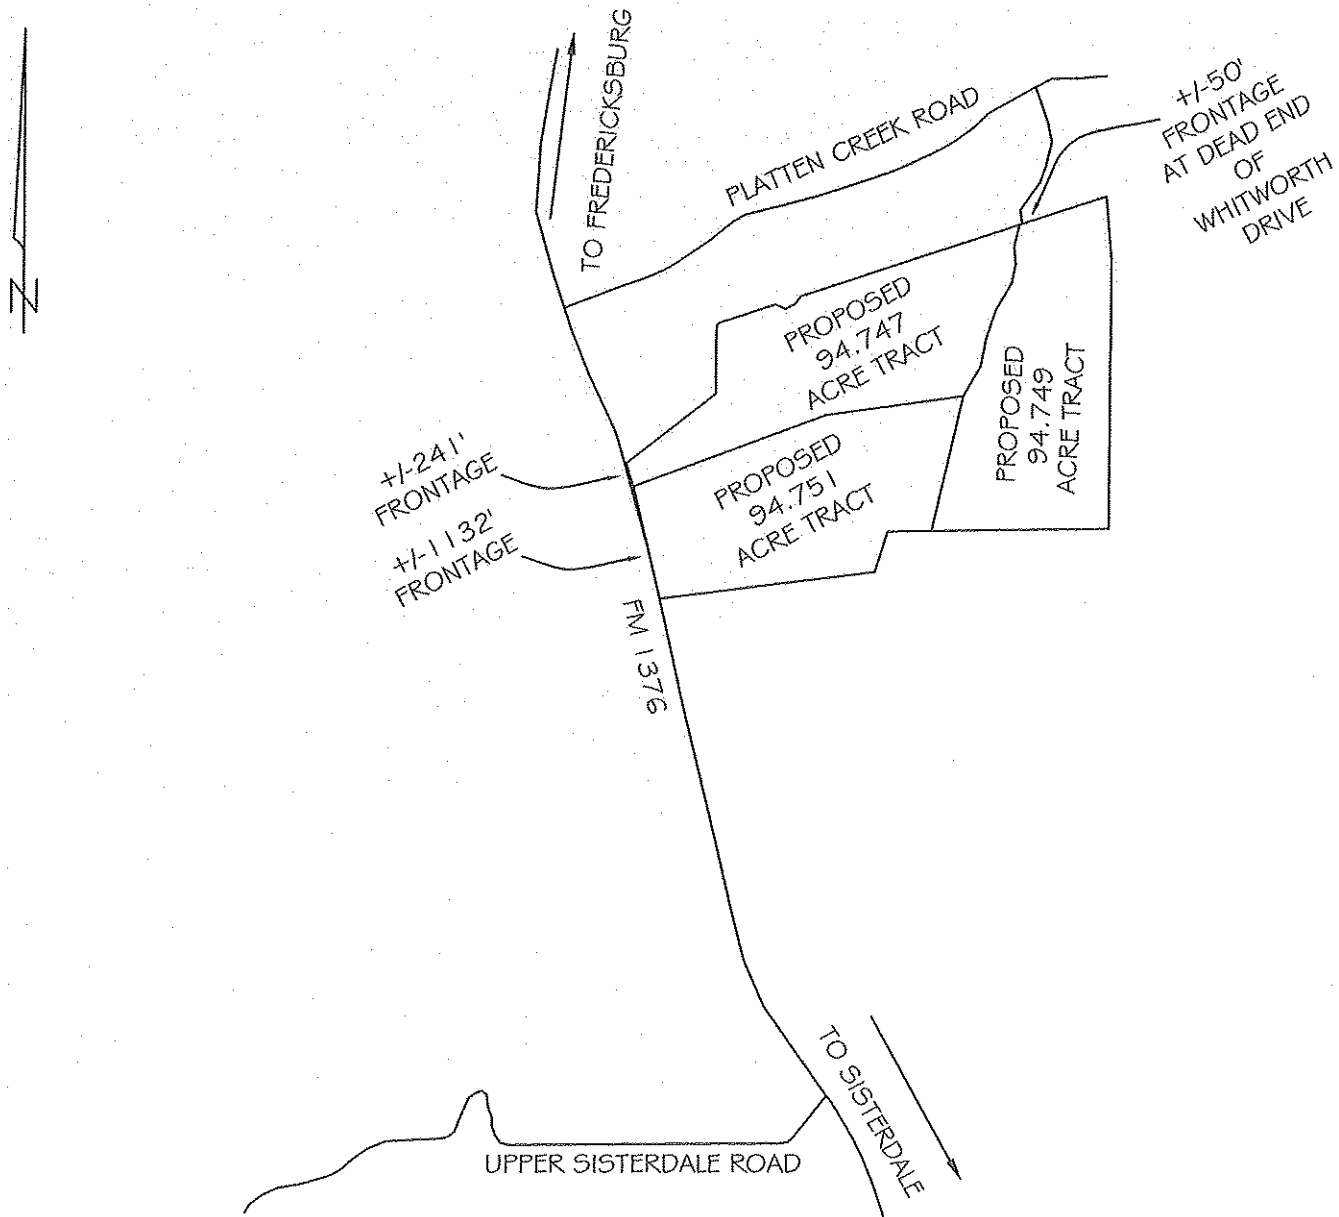 N
TO FREDERICKSBURG
PLATTEN CREEK ROAD
+/-50'
FRONTAGE
AT DEAD END
OF
WHITWORTH
DRIVE
PROPOSED
94.747
ACRE TRACT
PROPOSED
94.749
ACRE TRACT
+/-241'
FRONTAGE
PROPOSED
94.751
ACRE TRACT
+/-1132'
FRONTAGE
FM 1376
TO SISTERDALE
UPPER SISTERDALE ROAD